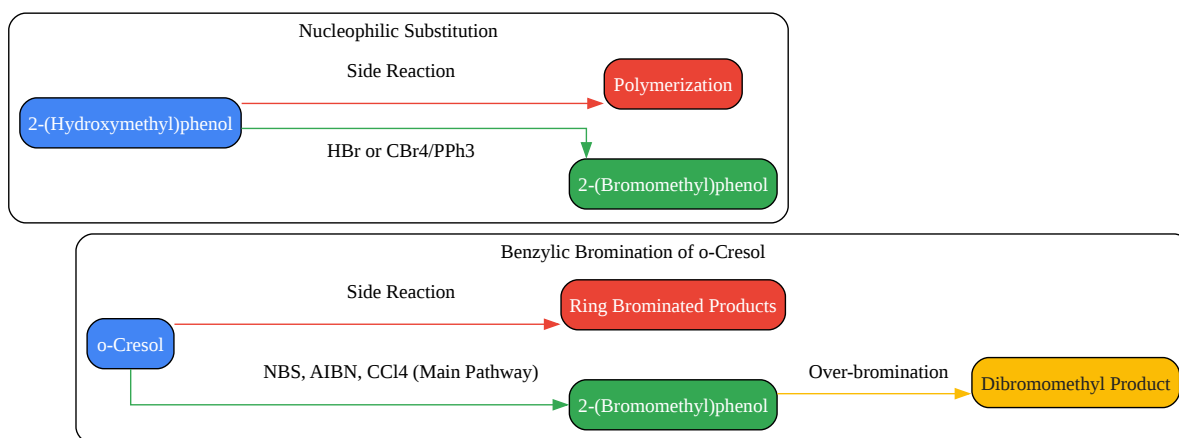 Nucleophilic Substitution
Side Reaction
Polymerization
2-(Hydroxymethyl)phenol
HBr or CBr4/PPh3
2-(Bromomethyl)phenol
Benzylic Bromination of o-Cresol
Side Reaction
Ring Brominated Products
o-Cresol
NBS, AIBN, CCl4 (Main Pathway)
2-(Bromomethyl)phenol
Over-bromination
Dibromomethyl Product